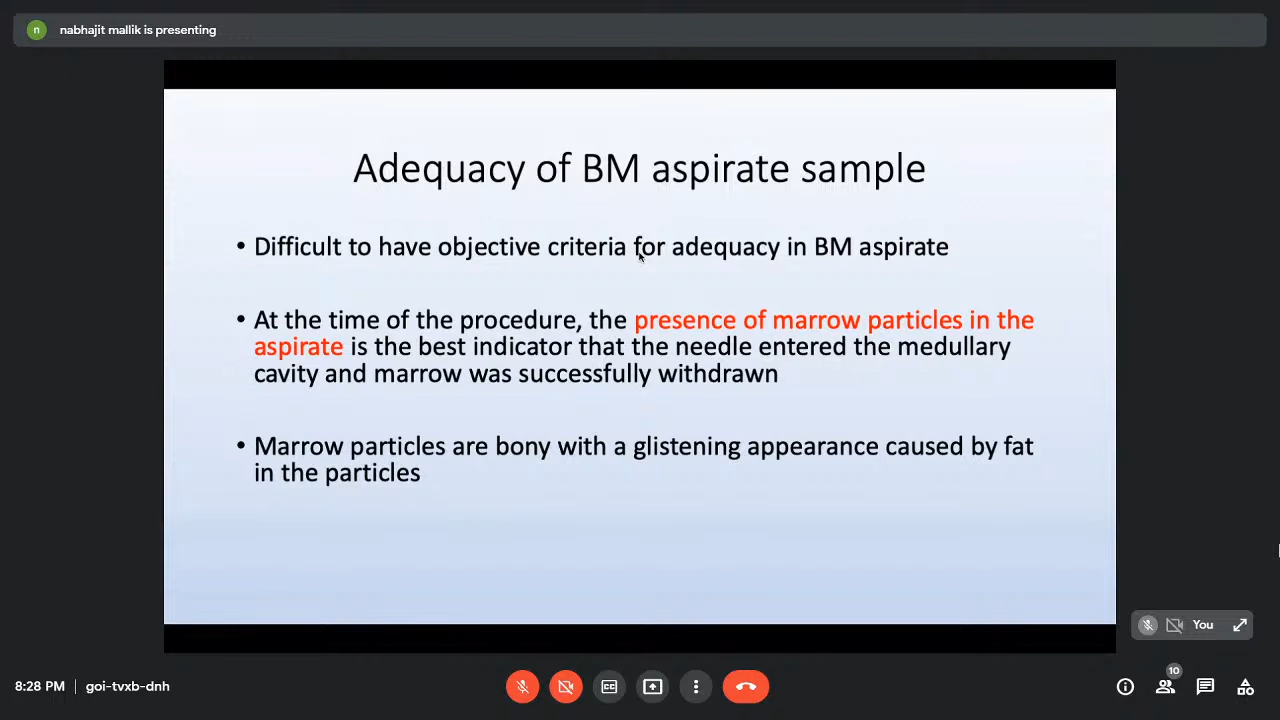 n nabhajit mallik is presenting
Adequacy of BM aspirate sample
• Difficult to have objective criteria for adequacy in BM aspirate
• At the time of the procedure, the presence of marrow particles in the
aspirate is the best indicator that the needle entered the medullary
cavity and marrow was successfully withdrawn
• Marrow particles are bony with a glistening appearance caused by fat
in the particles
You
8:28 PM | goi-tvxb-dnh
CC
10